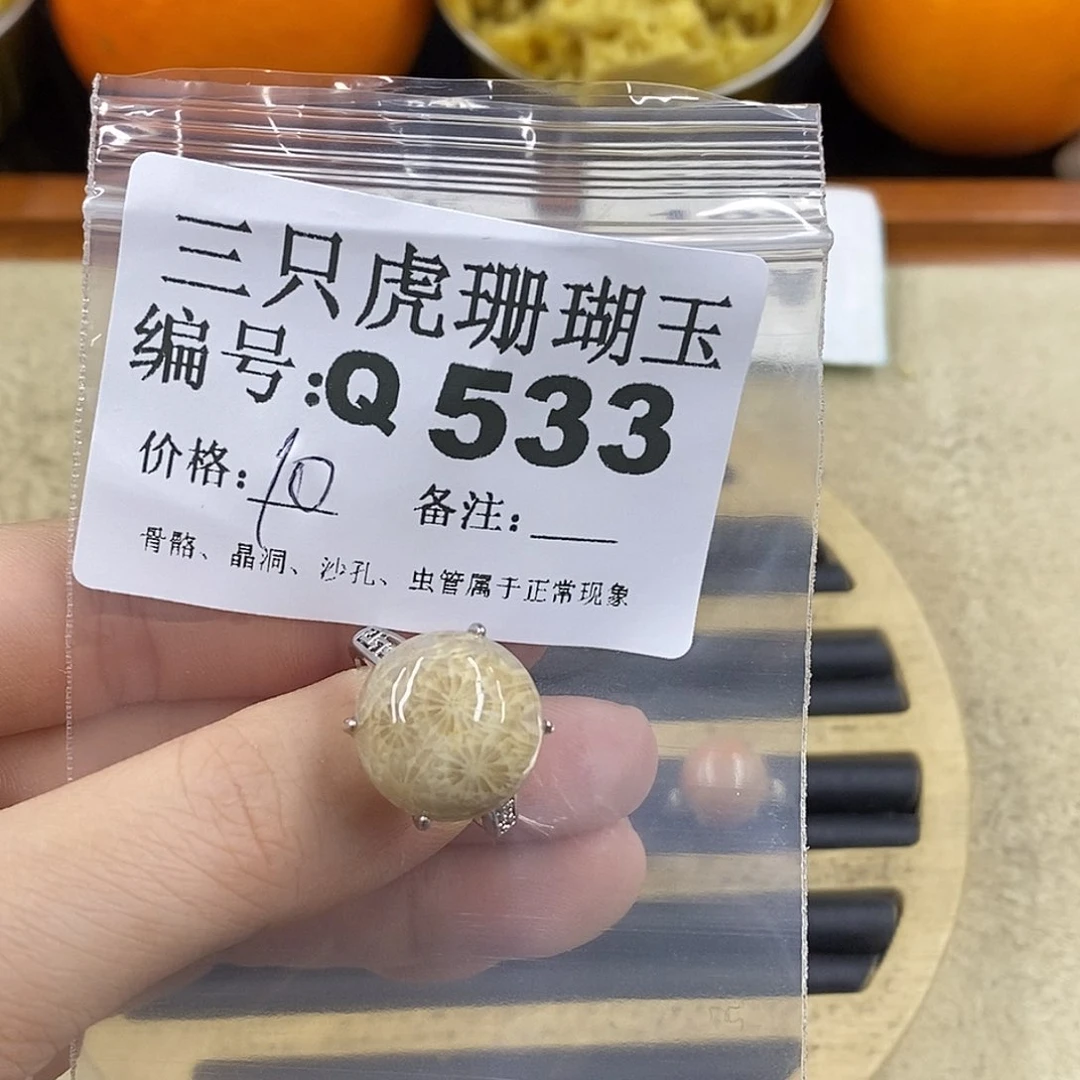 三只虎珊瑚玉
编号:Q 533
价格:10 备注:___
骨骼、晶洞、沙孔、虫管属于正常现象